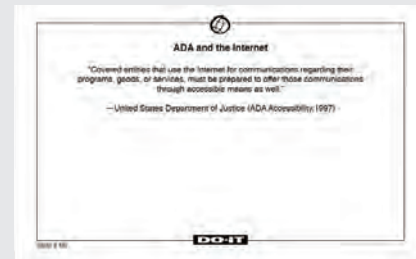 ADA and the Internet
"Covered entities that use the Internet for communications regarding their
programs, goods, or services, must be prepared to offer those communications
through accessible means as well."
—United States Department of Justice (ADA Accessibility, 1997)
DO-IT